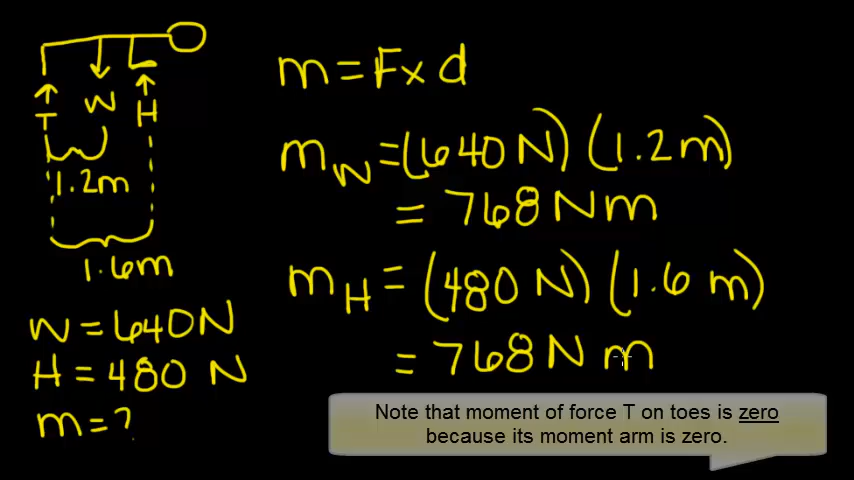 T W H
1.2m
1.6m
W = 640N
H = 480 N
m = ?
m = F x d
mW = (640 N) (1.2 m)
= 768 N m
mH = (480 N) (1.6 m)
= 768 N m
Note that moment of force T on toes is zero
because its moment arm is zero.